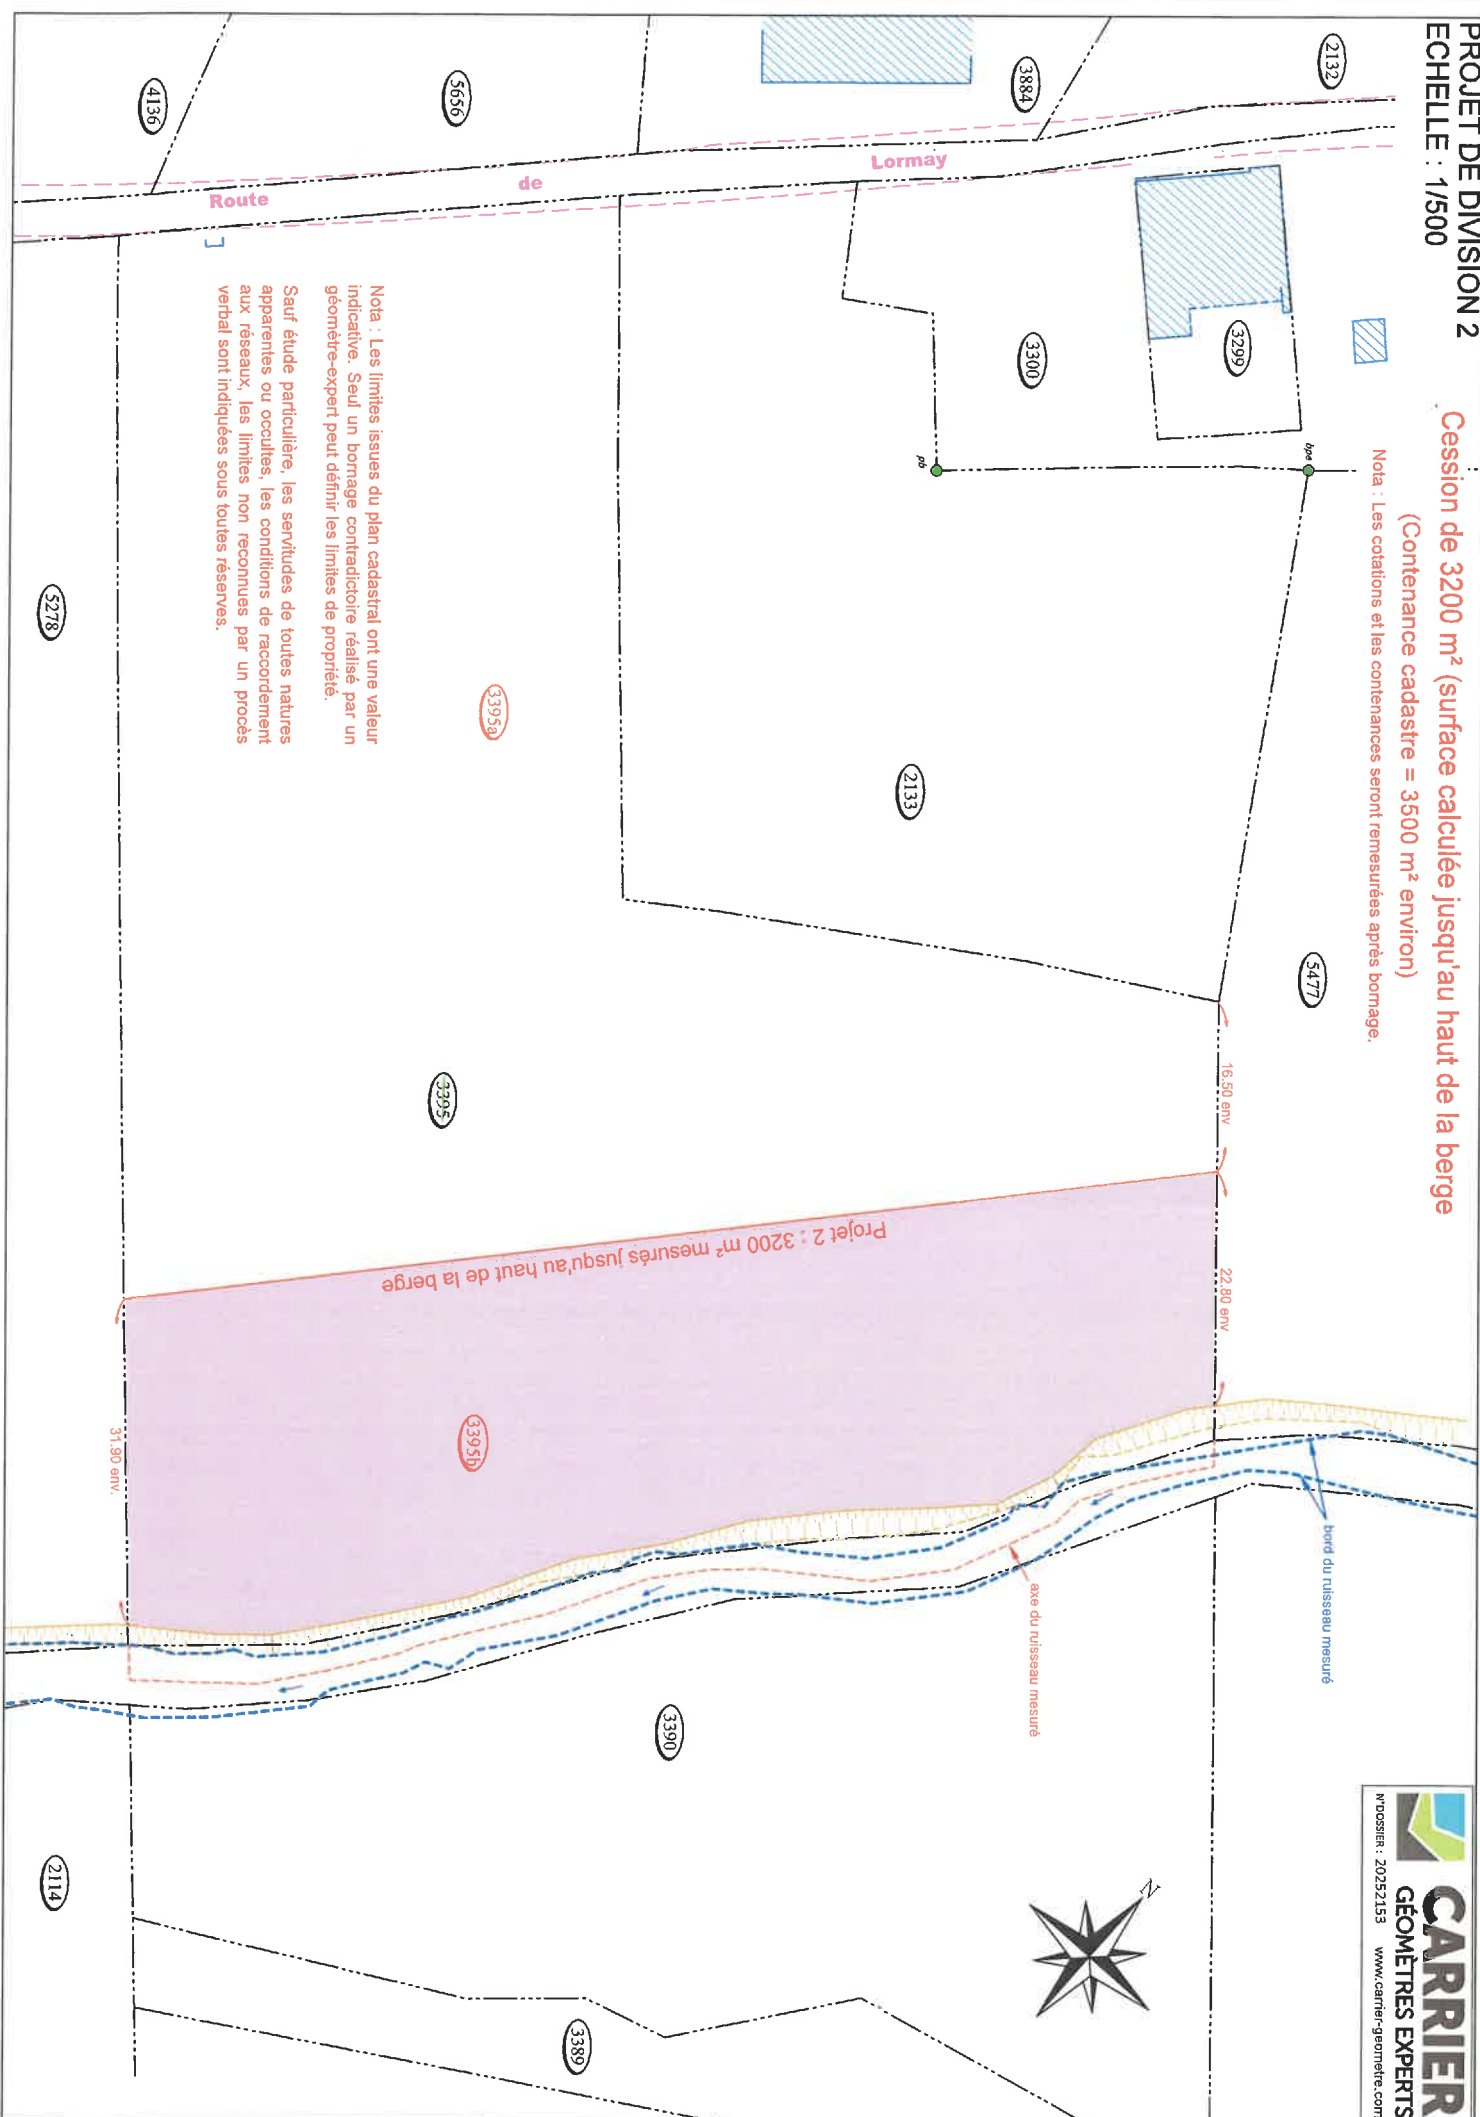 PROJET DE DIVISION 2
ECHELLE : 1/500
Cession de 3200 m² (surface calculée jusqu'au haut de la berge
(Contenance cadastre = 3500 m² environ)
Nota : Les cotations et les contenances seront remesurées après bornage.
CARRIER
GÉOMÈTRES EXPERTS
N°DOSSIER : 20252153 www.carrier-geometre.com
2132
3884
5656
4136
Route
de
Lormay
3299
3300
bpa
pb
5477
2133
5278
Nota : Les limites issues du plan cadastral ont une valeur
indicative. Seul un bornage contradictoire réalisé par un
géomètre-expert peut définir les limites de propriété.
Sauf étude particulière, les servitudes de toutes natures
apparentes ou occultes, les conditions de raccordement
aux réseaux, les limites non reconnues par un procès
verbal sont indiquées sous toutes réserves.
3395a
3395
16.50 env
22.80 env
Projet 2 : 3200 m² mesurés jusqu'au haut de la berge
3395b
31.90 env.
bord du ruisseau mesuré
axe du ruisseau mesuré
3390
2114
3389
N